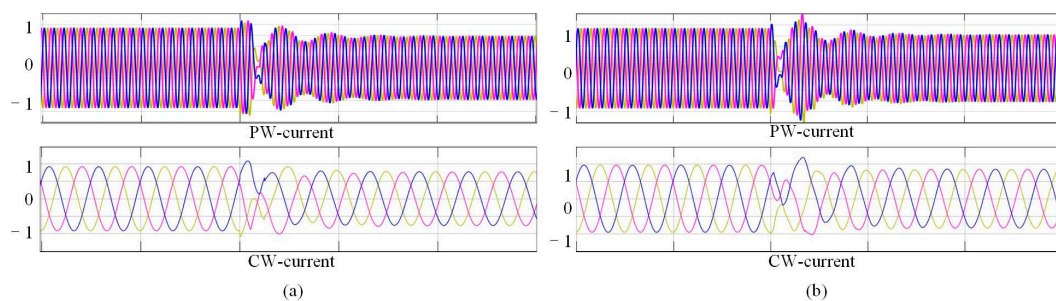 1
0
– 1
PW-current
1
0
– 1
CW-current
(a)
1
0
– 1
PW-current
1
0
– 1
CW-current
(b)